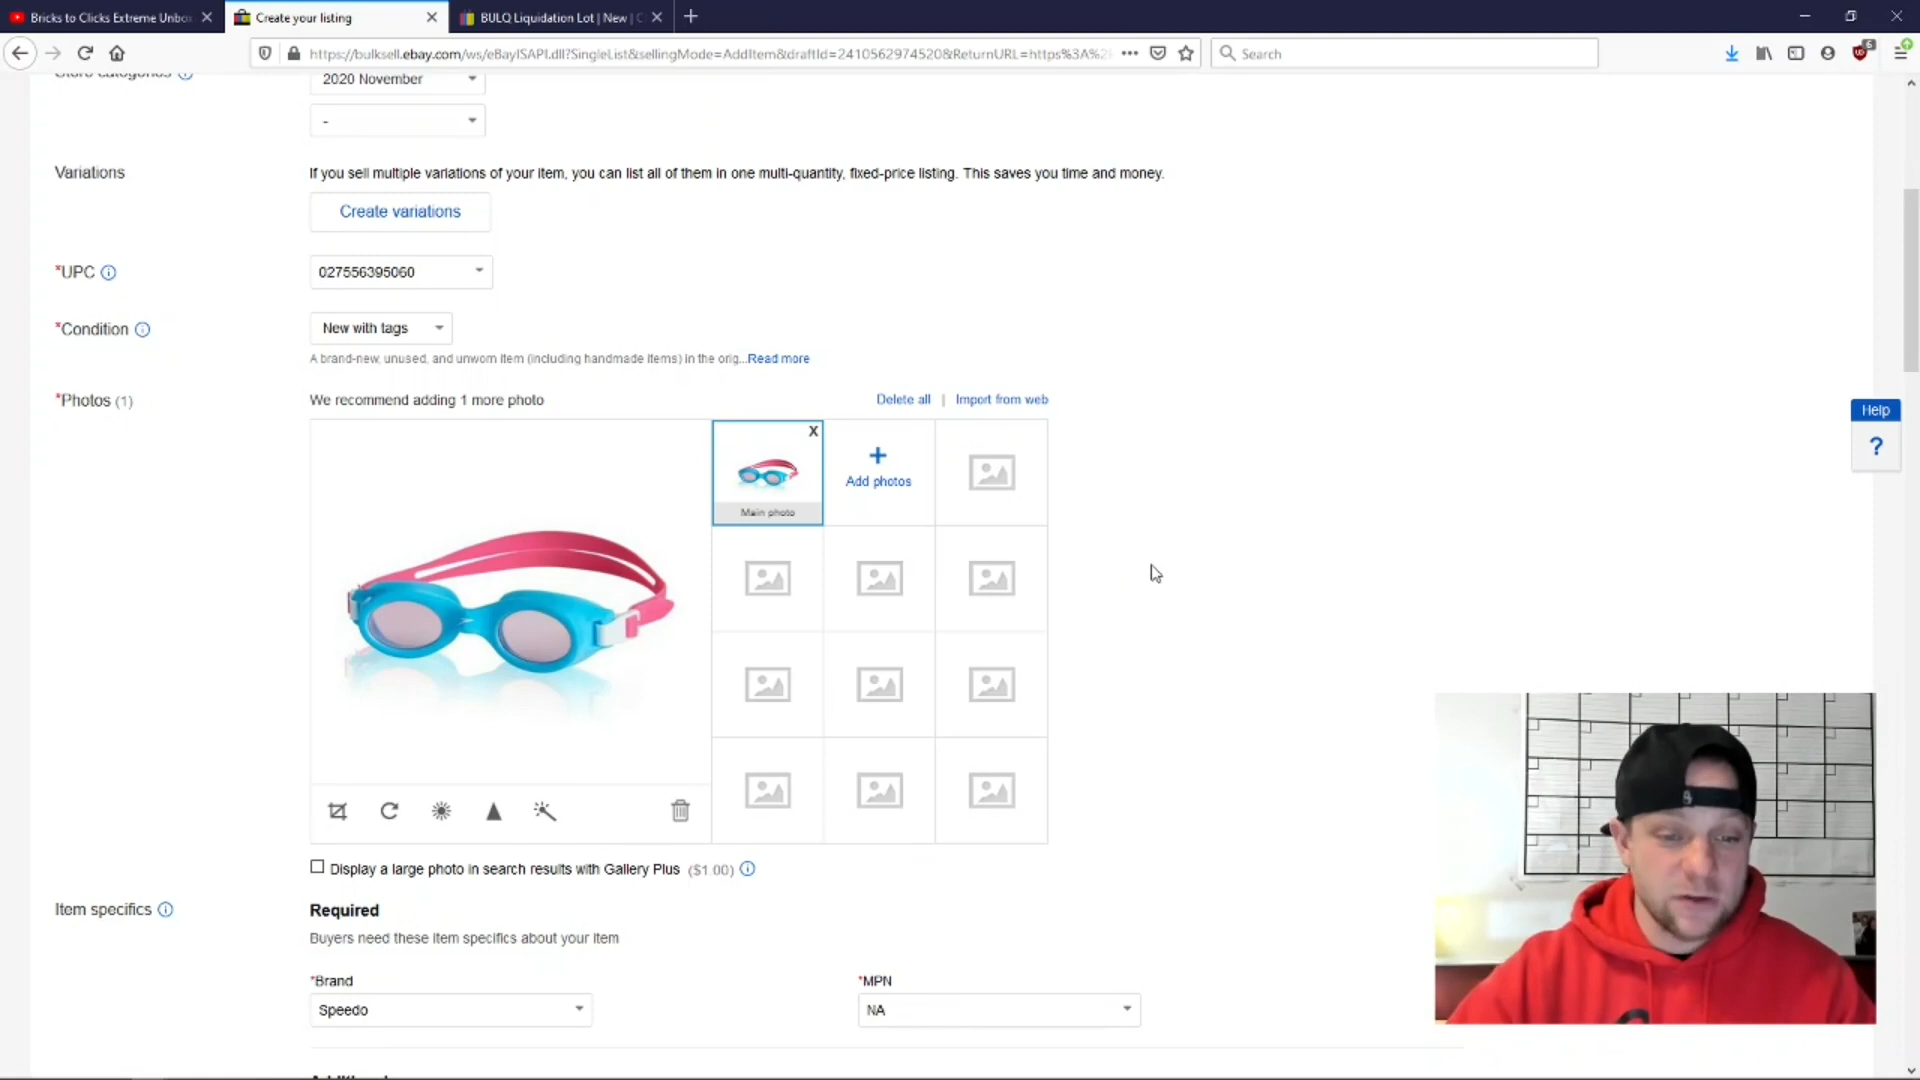 Bricks to Clicks Extreme Unbo
Create your listing
BULQ Liquidation Lot | New | C
https://bulksell.ebay.com/ws/eBayISAPI.dll?SingleList&sellingMode=AddItem&draftId=2410562974520&ReturnURL=https%3A%2
Search
6
Store categories
2020 November
-
Variations
If you sell multiple variations of your item, you can list all of them in one multi-quantity, fixed-price listing. This saves you time and money.
Create variations
*UPC
027556395060
*Condition
New with tags
A brand-new, unused, and unworn item (including handmade items) in the orig...Read more
*Photos (1)
We recommend adding 1 more photo
Delete all | Import from web
X
Add photos
Main photo
Help
?
Display a large photo in search results with Gallery Plus ($1.00)
Item specifics
Required
Buyers need these item specifics about your item
*Brand
*MPN
Speedo
NA